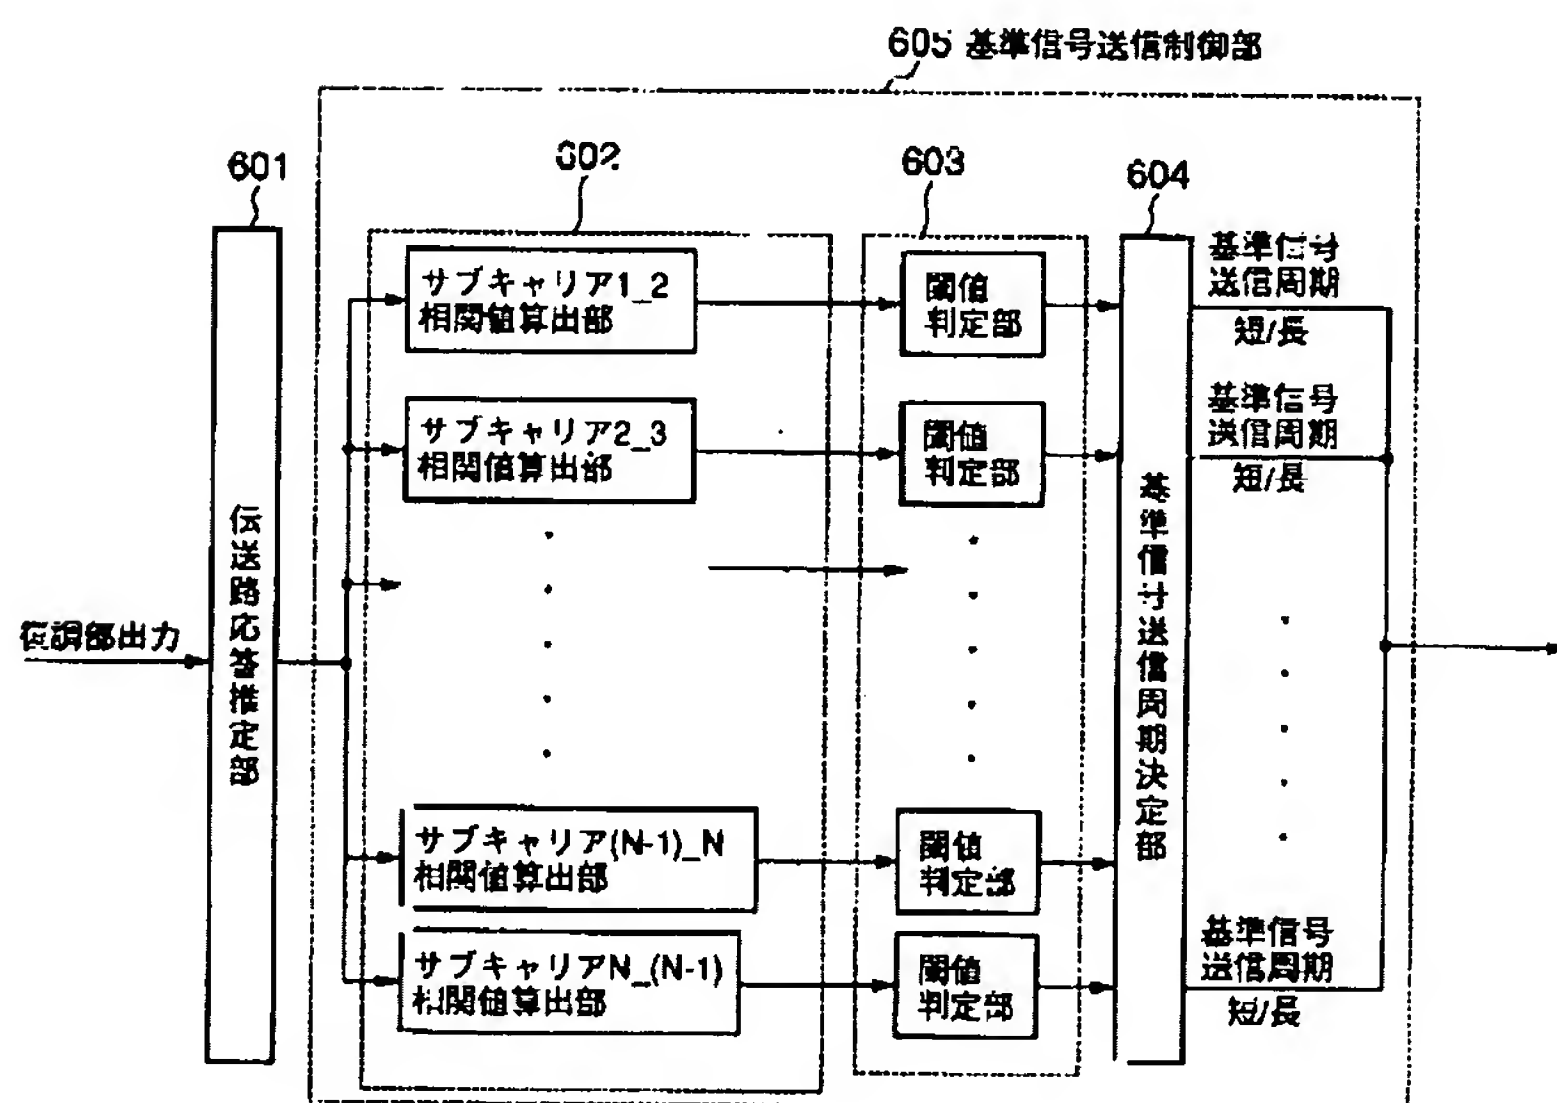 605 基準信号送信制御部
601
602
603
604
サブキャリア1_2
相関値算出部
閾値
判定部
基準信号
送信周期
短/長
サブキャリア2_3
相関値算出部
閾値
判定部
基準信号
送信周期
短/長
復調部出力
伝送路応答推定部
基準信号送信周期決定部
サブキャリア(N-1)_N
相関値算出部
閾値
判定部
サブキャリアN_(N-1)
相関値算出部
閾値
判定部
基準信号
送信周期
短/長